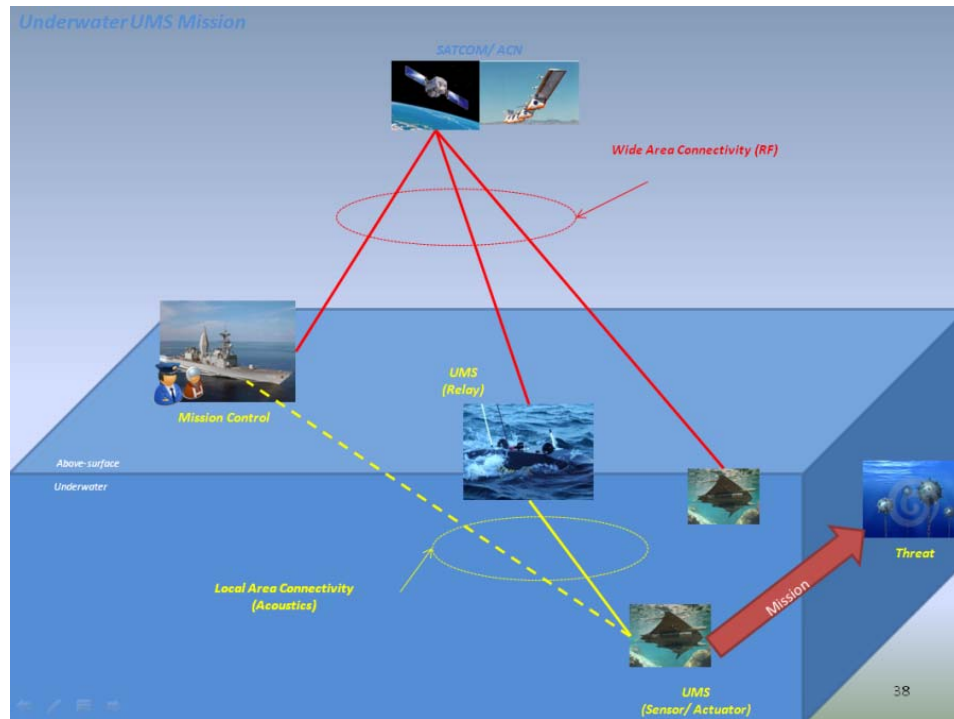 Underwater UMS Mission
SATCOM/ ACN
Wide Area Connectivity (RF)
UMS
(Relay)
Mission Control
Above-surface
Underwater
Threat
Local Area Connectivity
(Acoustics)
Mission
UMS
(Sensor/ Actuator)
38